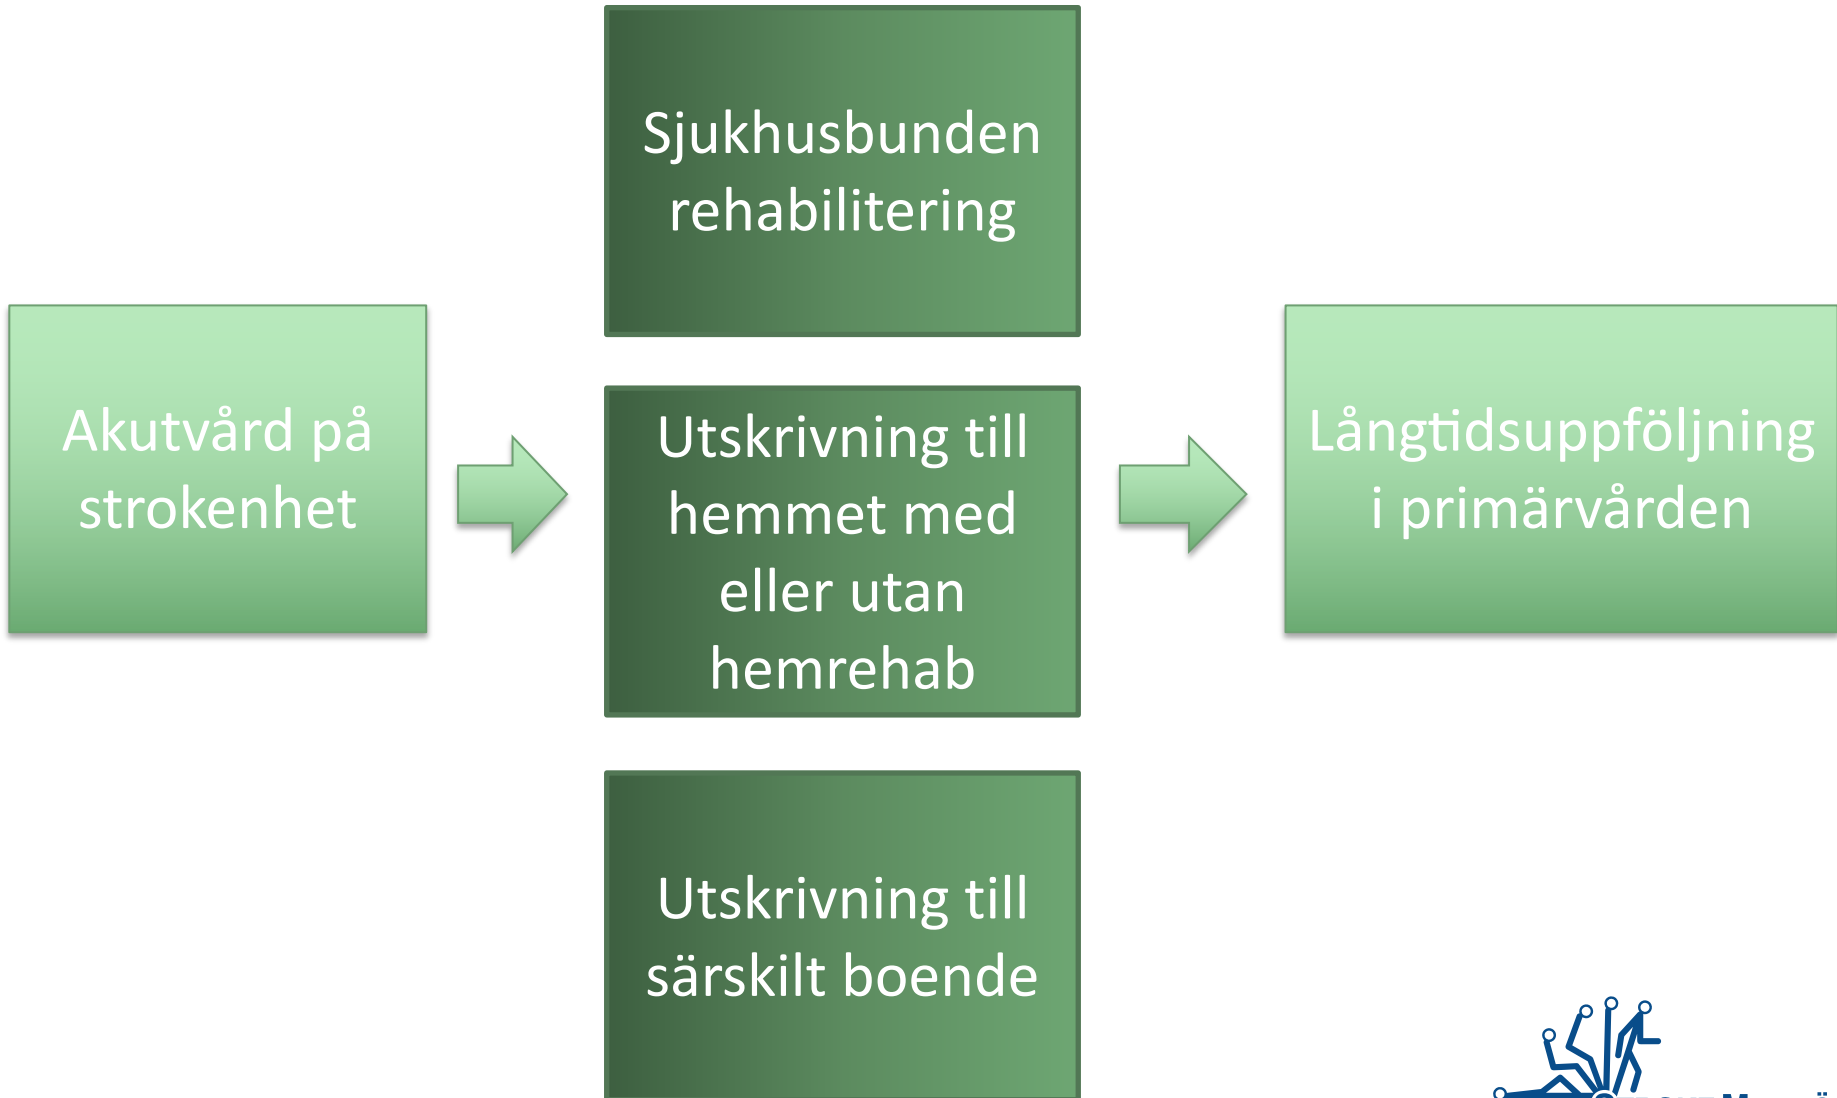 Sjukhusbunden
rehabilitering
Akutvård på
strokenhet
Utskrivning till
hemmet med
eller utan
hemrehab
Långtidsuppföljning
i primärvården
Utskrivning till
särskilt boende